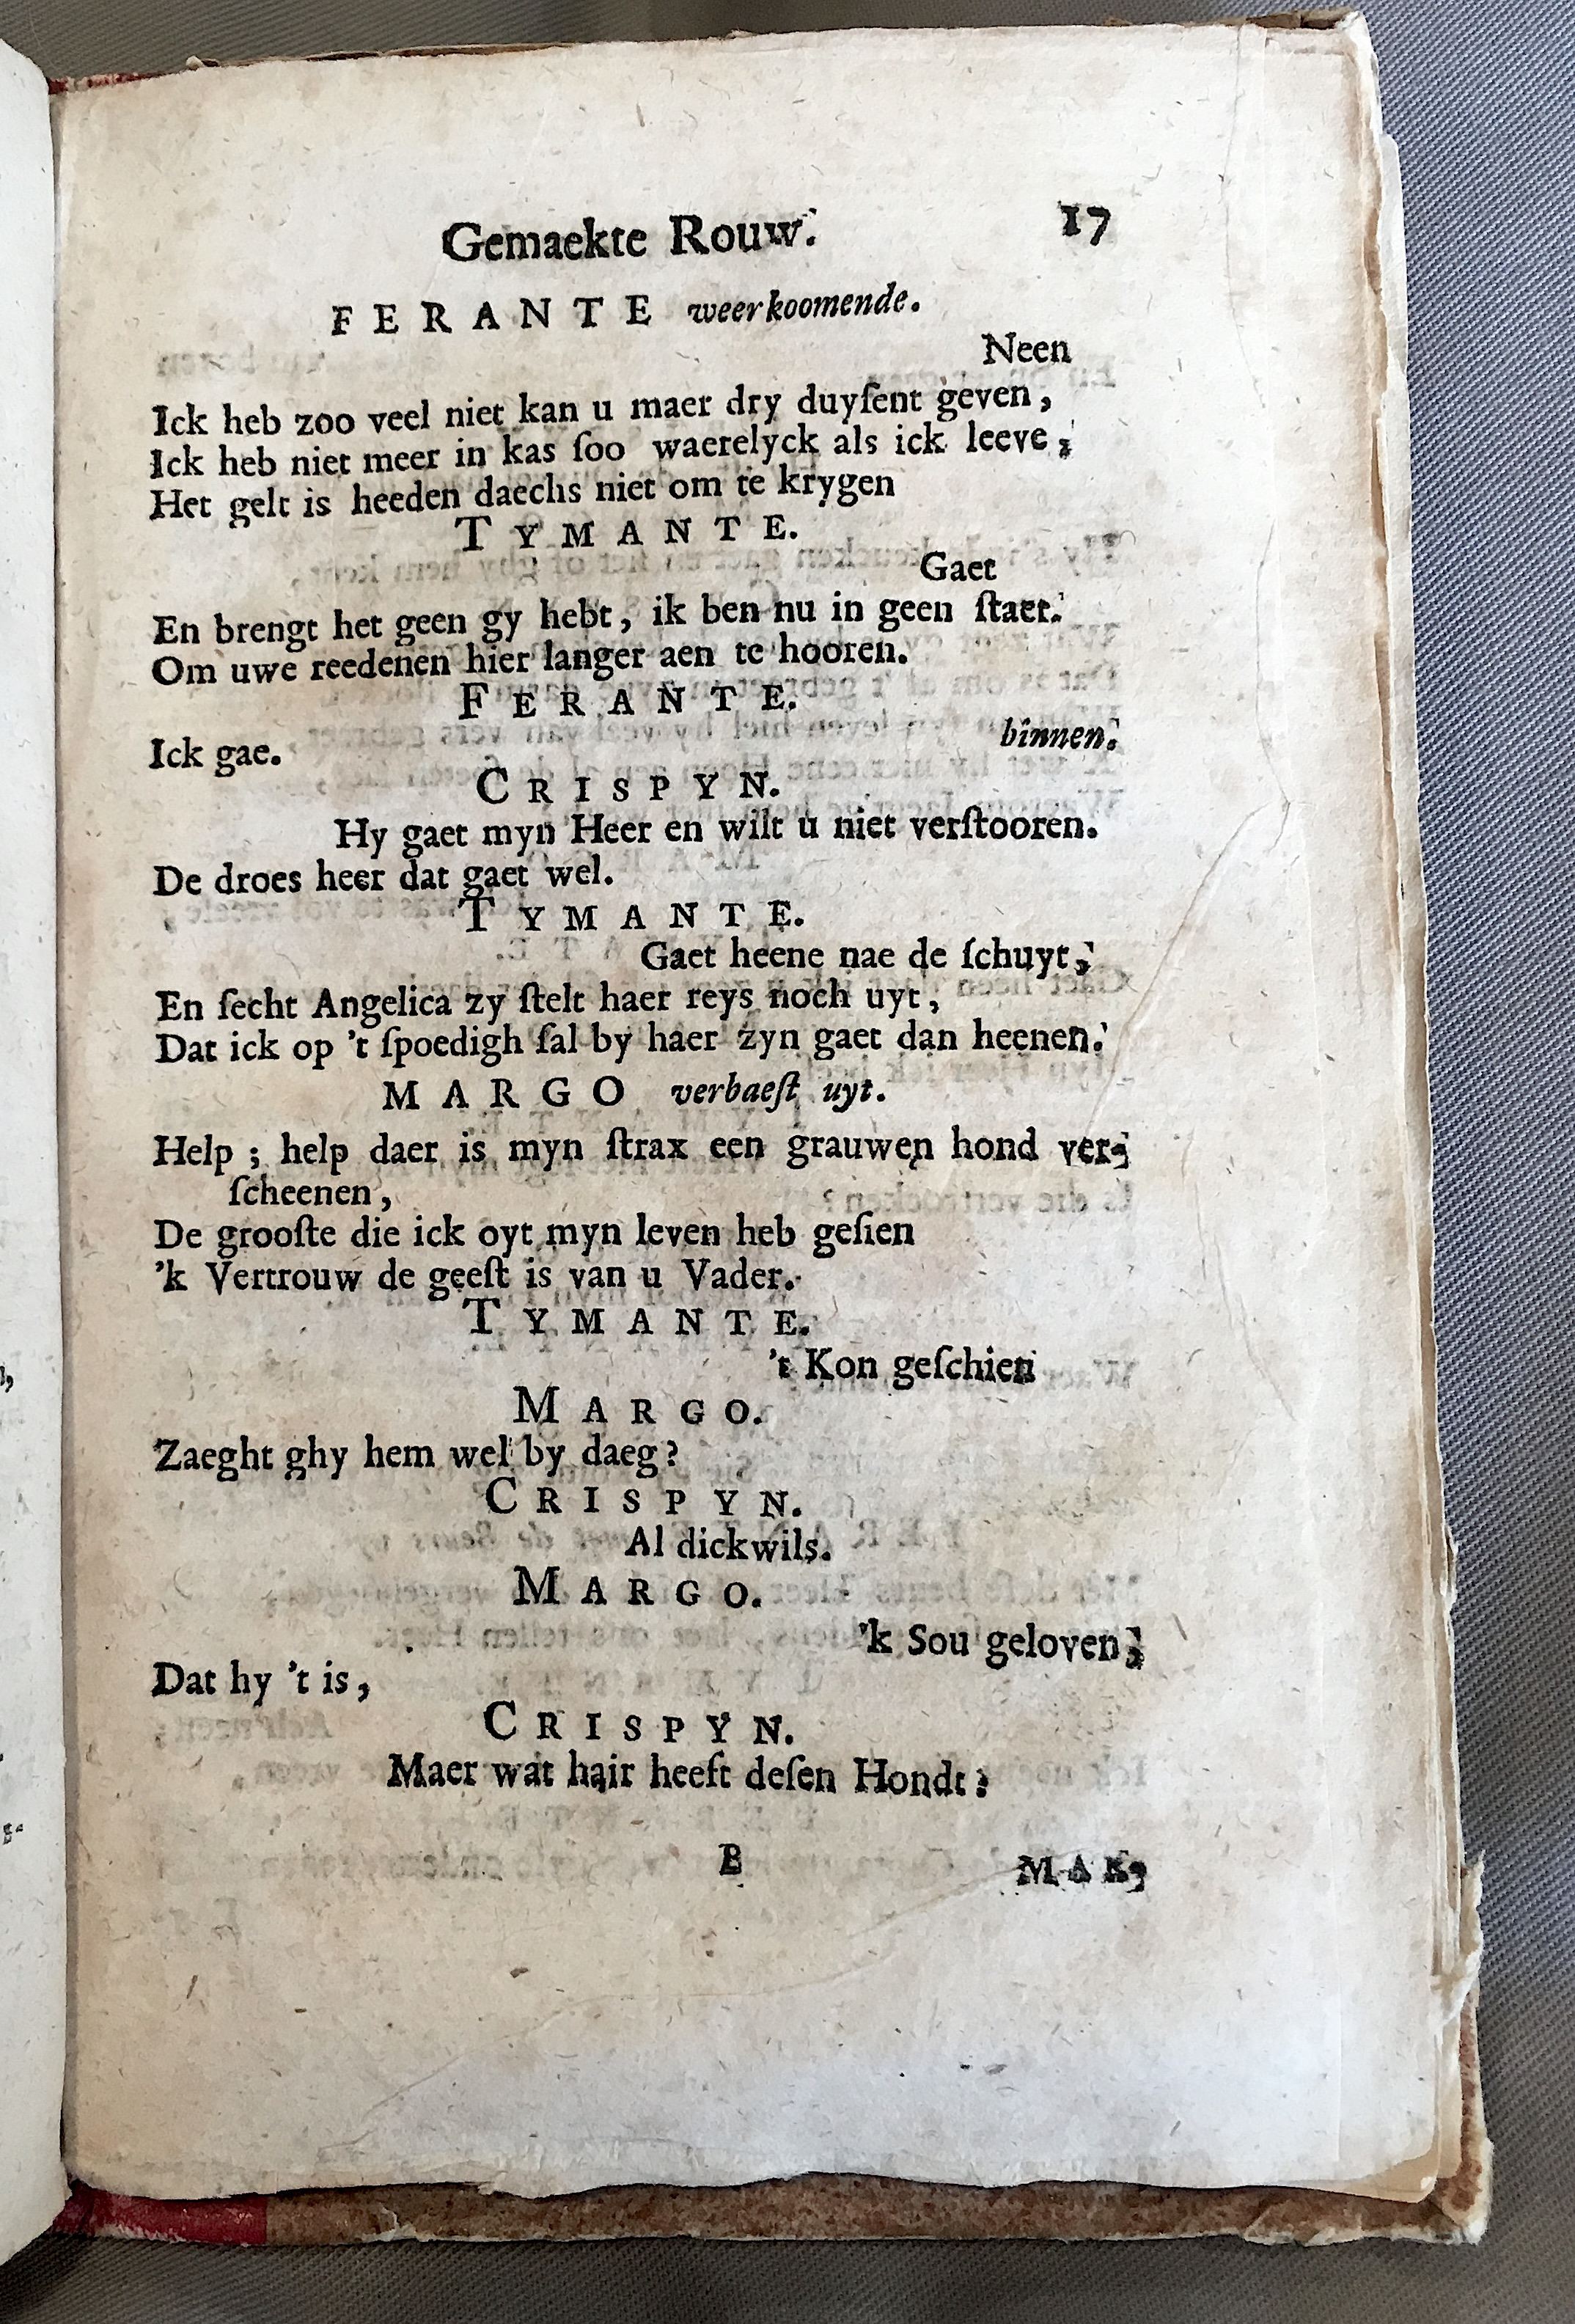 Gemaekte Rouw. 17
FERANTE weerkoomende.
Neen
Ick heb zoo veel niet kan u maer dry duyſent geven,
Ick heb niet meer in kas ſoo waerelyck als ick leeve,
Het gelt is heeden daechs niet om te krygen
TYMANTE.
Gaet
En brengt het geen gy hebt, ik ben nu in geen ſtaet.
Om uwe reedenen hier langer aen te hooren.
FERANTE.
binnen.
Ick gae.
CRISPYN.
Hy gaet myn Heer en wilt u niet verſtooren.
De droes heer dat gaet wel.
TYMANTE.
Gaet heene nae de ſchuyt,
En ſecht Angelica zy ſtelt haer reys noch uyt,
Dat ick op 't ſpoedigh ſal by haer zyn gaet dan heenen.
MARGO verbaeſt uyt.
Help ; help daer is myn ſtrax een grauwen hond ver-
ſcheenen,
De grooſte die ick oyt myn leven heb geſien
'k Vertrouw de geeſt is van u Vader.
TYMANTE.
't Kon geſchien
MARGO.
Zaeght ghy hem wel by daeg?
CRISPYN.
Al dickwils.
MARGO.
'k Sou geloven,
Dat hy 't is,
CRISPYN.
Maer wat hair heeft deſen Hondt?
B MAR-